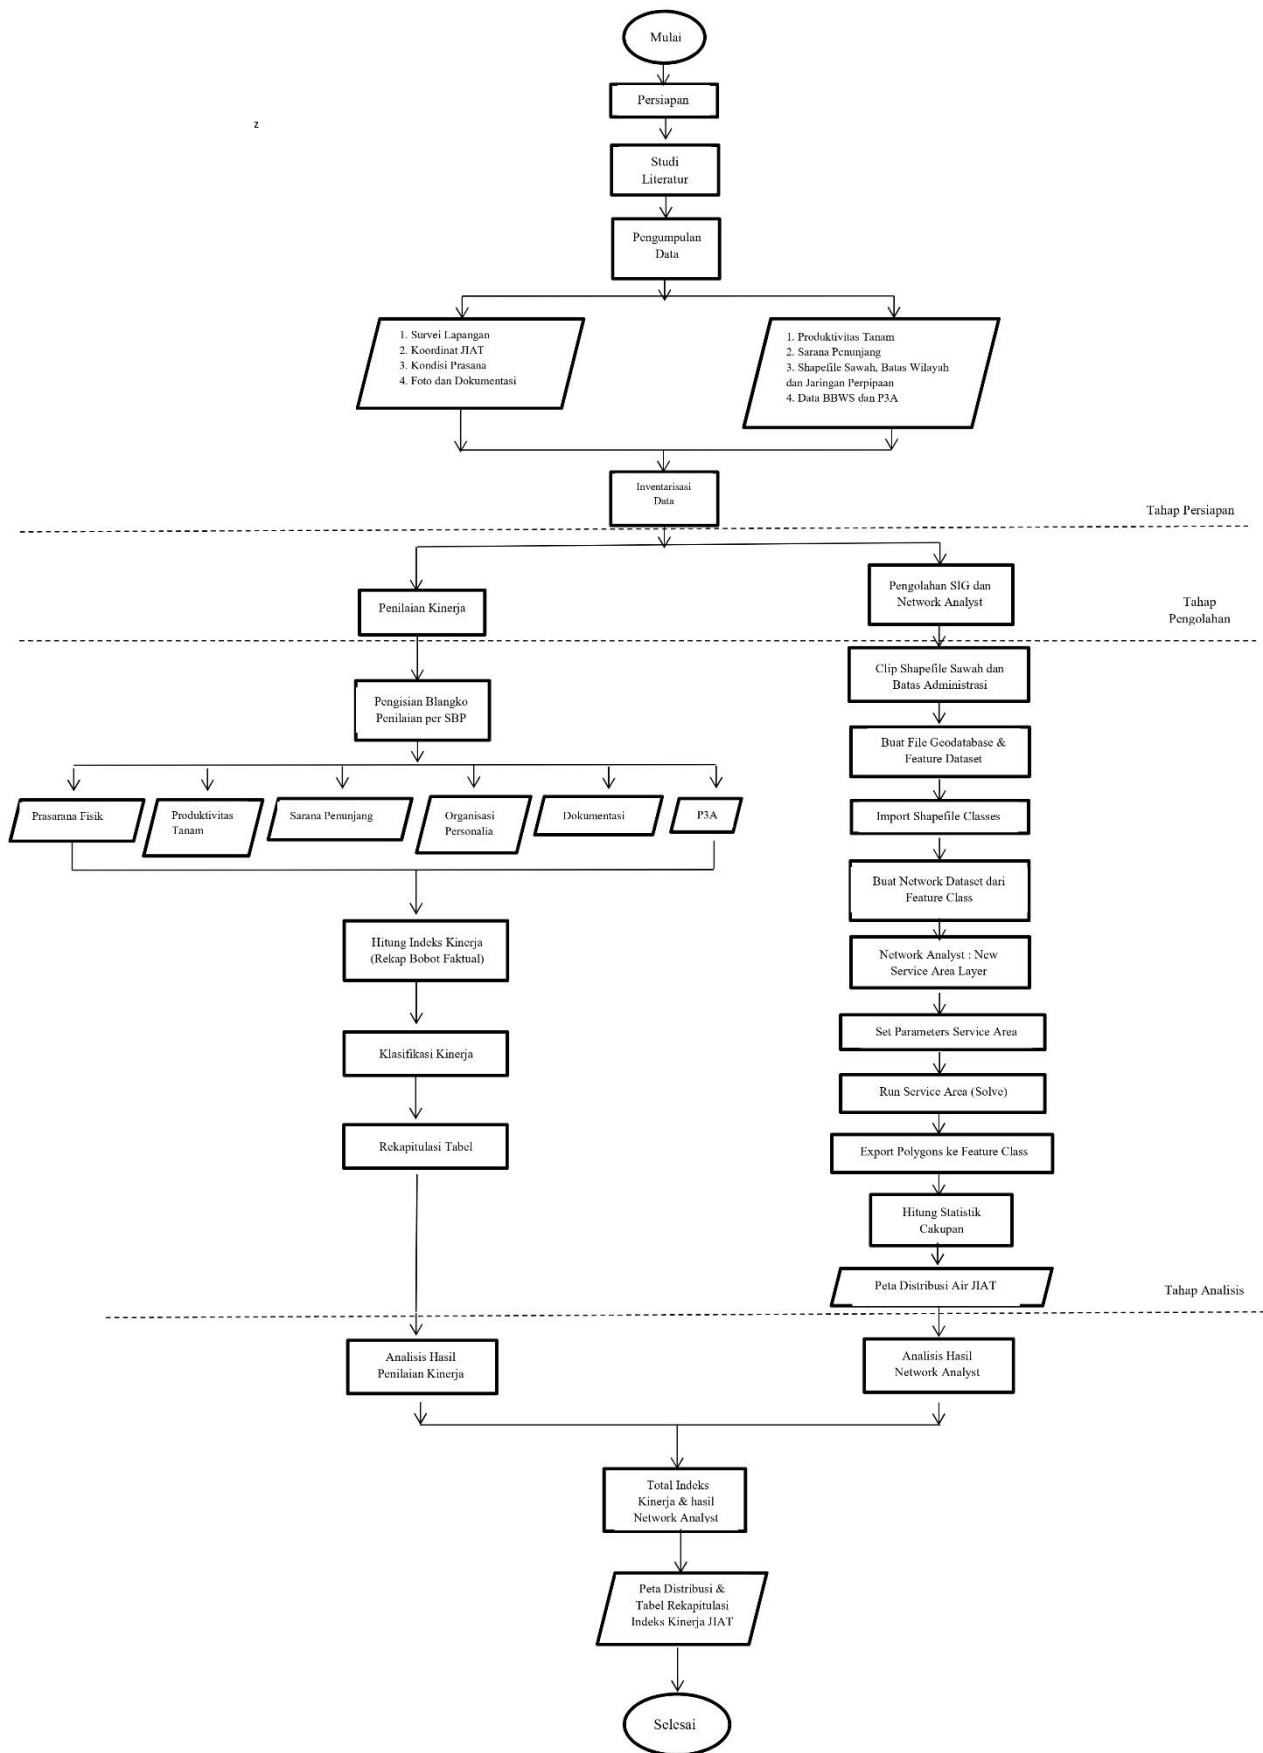 Mulai
Persiapan
z
Studi
Literatur
Pengumpulan
Data
1. Survei Lapangan
2. Koordinat JIAT
3. Kondisi Prasana
4. Foto dan Dokumentasi
1. Produktivitas Tanam
2. Sarana Penunjang
3. Shapefile Sawah, Batas Wilayah
dan Jaringan Perpipaan
4. Data BBWS dan P3A
Inventarisasi
Data
Tahap Persiapan
Penilaian Kinerja
Pengolahan SIG dan
Network Analyst
Tahap
Pengolahan
Pengisian Blangko
Penilaian per SBP
Prasarana Fisik
Produktivitas
Tanam
Sarana Penunjang
Organisasi
Personalia
Dokumentasi
P3A
Hitung Indeks Kinerja
(Rekap Bobot Faktual)
Klasifikasi Kinerja
Rekapitulasi Tabel
Clip Shapefile Sawah dan
Batas Administrasi
Buat File Geodatabase &
Feature Dataset
Import Shapefile Classes
Buat Network Dataset dari
Feature Class
Network Analyst : New
Service Area Layer
Set Parameters Service Area
Run Service Area (Solve)
Export Polygons ke Feature Class
Hitung Statistik
Cakupan
Peta Distribusi Air JIAT
Tahap Analisis
Analisis Hasil
Penilaian Kinerja
Analisis Hasil
Network Analyst
Total Indeks
Kinerja & hasil
Network Analyst
Peta Distribusi &
Tabel Rekapitulasi
Indeks Kinerja JIAT
Selesai